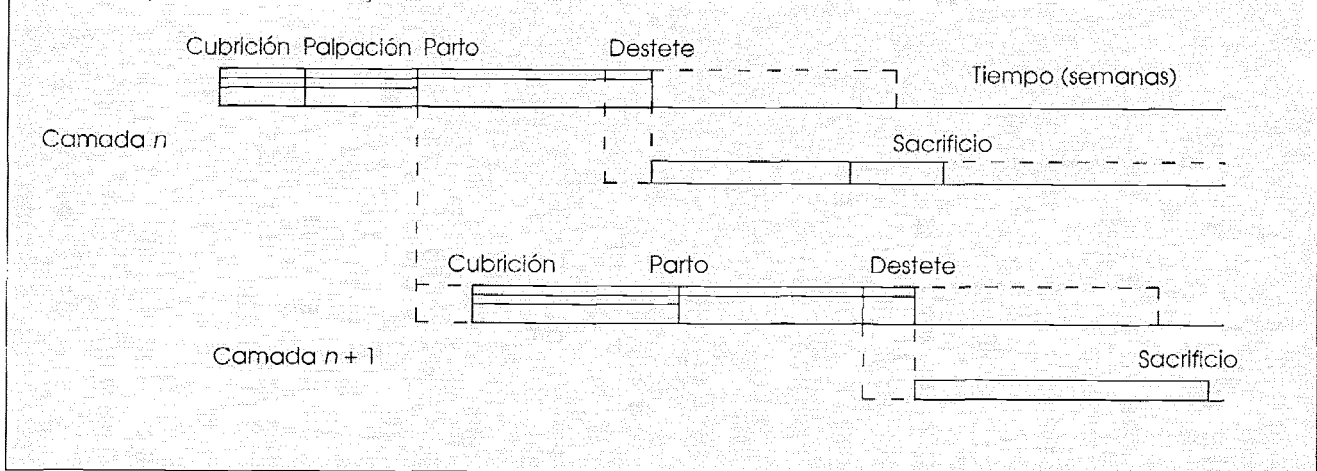 Cubrición Palpación Parto Destete
Tiempo (semanas)
Camada n
Sacrificio
Cubrición Parto Destete
Camada n + 1
Sacrificio